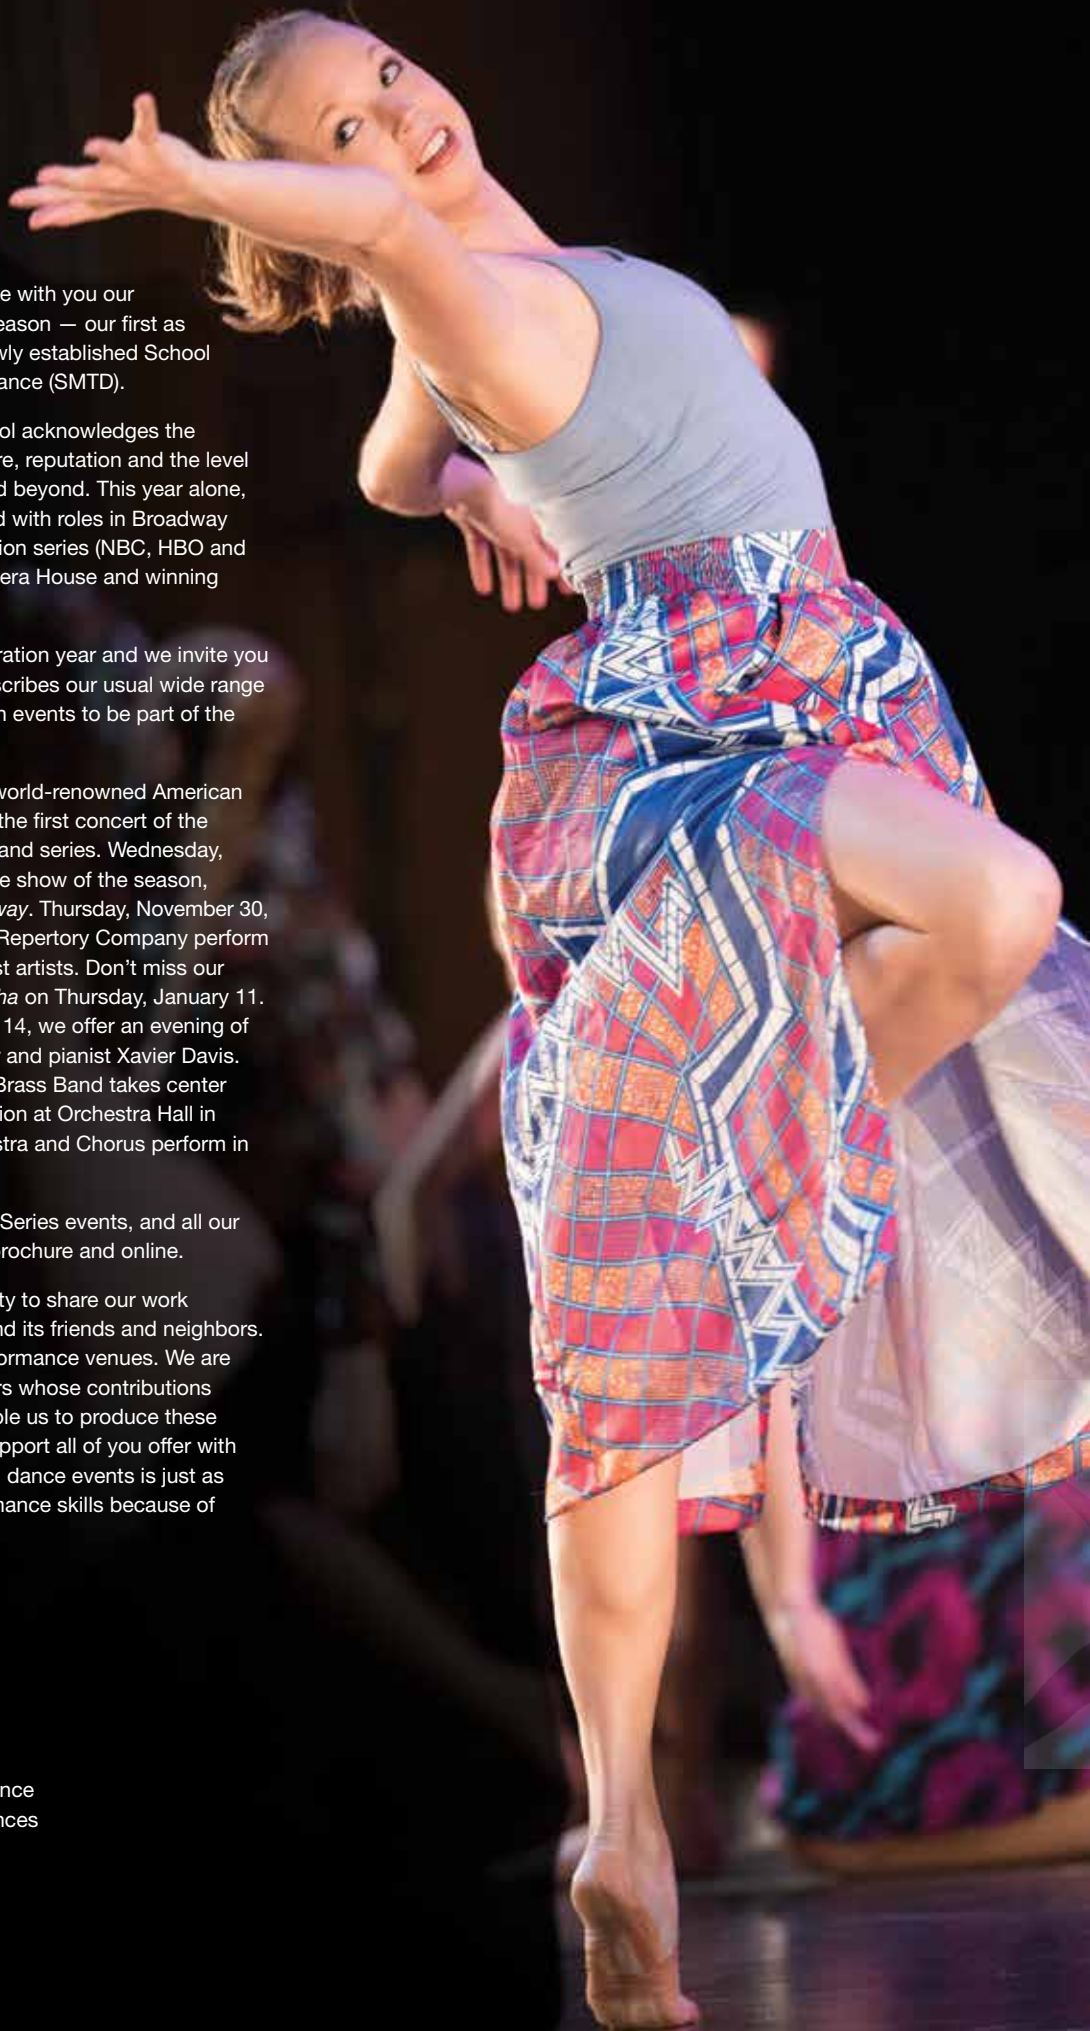 e with you our
eason — our first as
wly established School
ance (SMTD).
ol acknowledges the
re, reputation and the level
d beyond. This year alone,
d with roles in Broadway
ion series (NBC, HBO and
era House and winning
ration year and we invite you
scribes our usual wide range
n events to be part of the
world-renowned American
the first concert of the
and series. Wednesday,
e show of the season,
way. Thursday, November 30,
Repertory Company perform
st artists. Don’t miss our
ha on Thursday, January 11.
14, we offer an evening of
r and pianist Xavier Davis.
Brass Band takes center
ion at Orchestra Hall in
stra and Chorus perform in
Series events, and all our
brochure and online.
ty to share our work
nd its friends and neighbors.
ormance venues. We are
rs whose contributions
ble us to produce these
upport all of you offer with
dance events is just as
nance skills because of
nce
nces